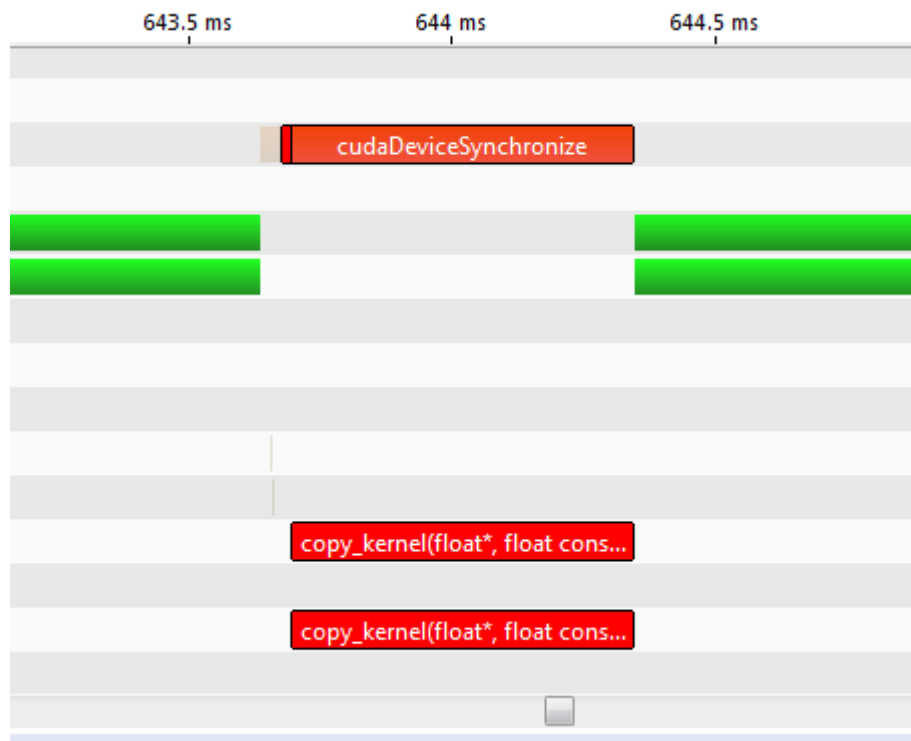 643.5 ms 644 ms 644.5 ms
cudaDeviceSynchronize
copy_kernel(float*, float cons...
copy_kernel(float*, float cons...